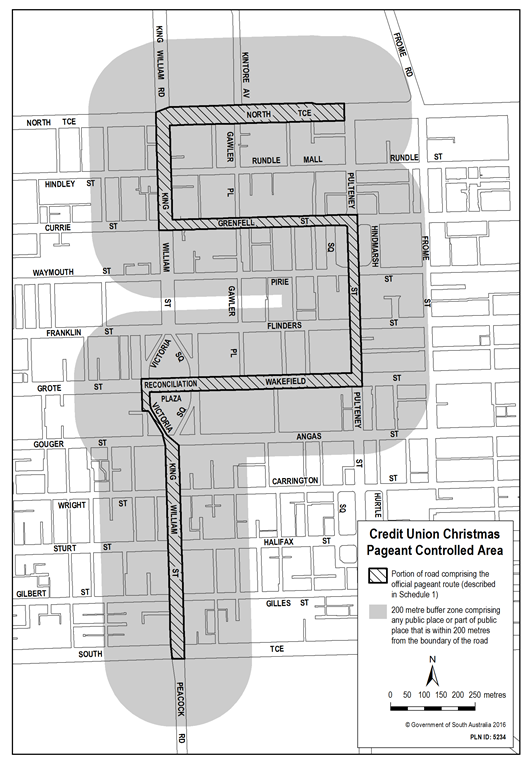 KING WILLIAM RD
KINTORE AV
FROME RD
NORTH TCE
NORTH TCE
GAWLER PL
RUNDLE MALL
RUNDLE ST
HINDLEY ST
KING WILLIAM ST
PULTENEY ST
CURRIE ST
GRENFELL ST
HINDMARSH SQ
FROME ST
WAYMOUTH ST
PIRIE ST
GAWLER PL
FRANKLIN ST
FLINDERS ST
VICTORIA SQ
GROTE ST
RECONCILIATION
PLAZA
WAKEFIELD ST
VICTORIA SQ
PULTENEY ST
GOUGER ST
ANGAS ST
KING WILLIAM ST
CARRINGTON ST
WRIGHT ST
HURTLE SQ
STURT ST
HALIFAX ST
GILBERT ST
GILLES ST
SOUTH TCE
PEACOCK RD
Credit Union Christmas
Pageant Controlled Area
Portion of road comprising the
official pageant route (described
in Schedule 1)
200 metre buffer zone comprising
any public place or part of public
place that is within 200 metres
from the boundary of the road
N
0 50 100 150 200 250 metres
© Government of South Australia 2016
PLN ID: 5234